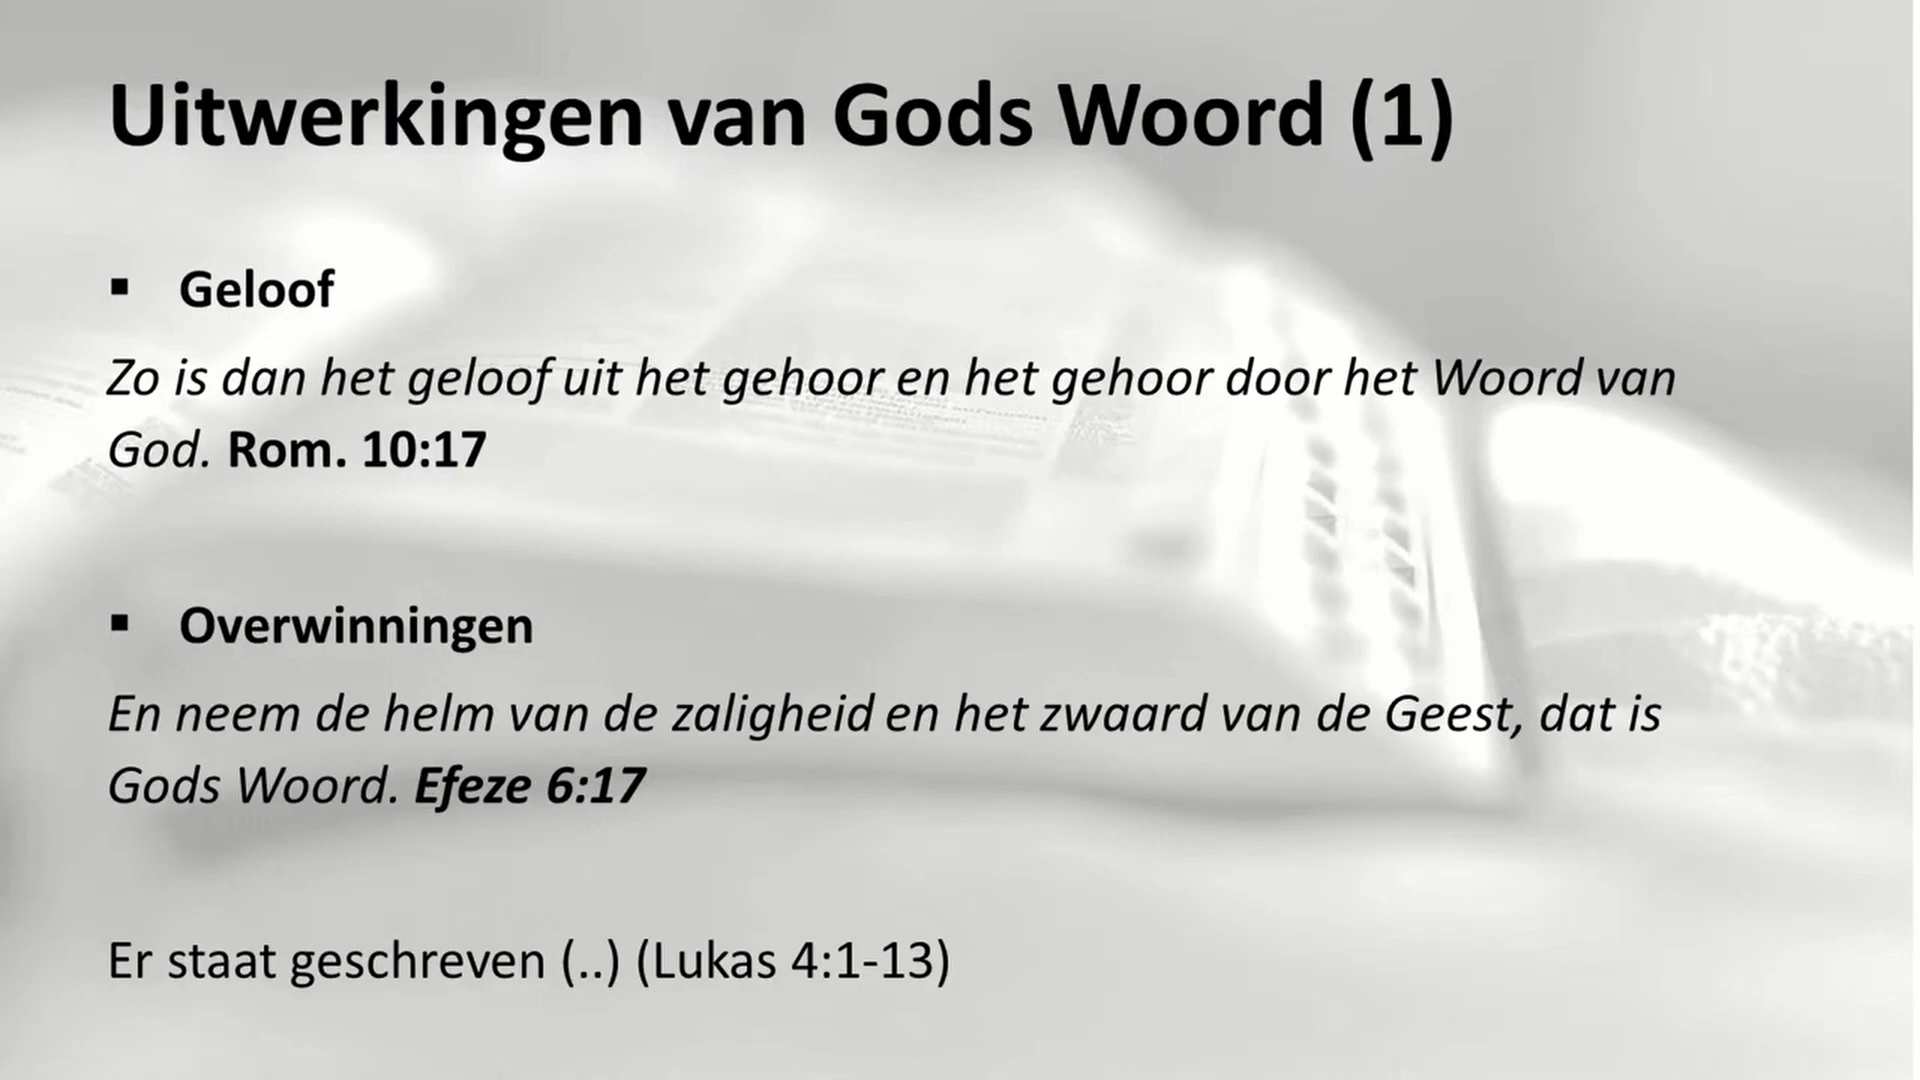 Uitwerkingen van Gods Woord (1)
▪ Geloof
Zo is dan het geloof uit het gehoor en het gehoor door het Woord van
God. Rom. 10:17
▪ Overwinningen
En neem de helm van de zaligheid en het zwaard van de Geest, dat is
Gods Woord. Efeze 6:17
Er staat geschreven (..) (Lukas 4:1-13)